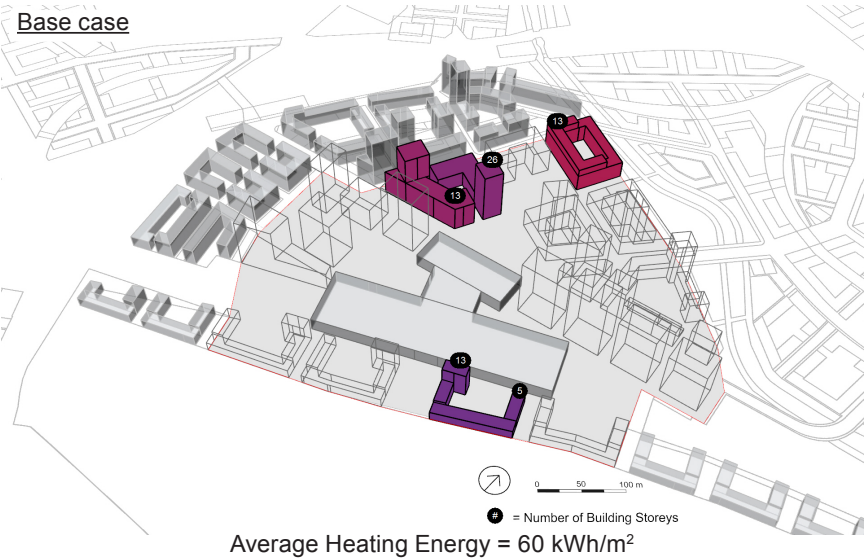 Base case
13
26
13
13
5
0 50 100 m
# = Number of Building Storeys
Average Heating Energy = 60 kWh/m²